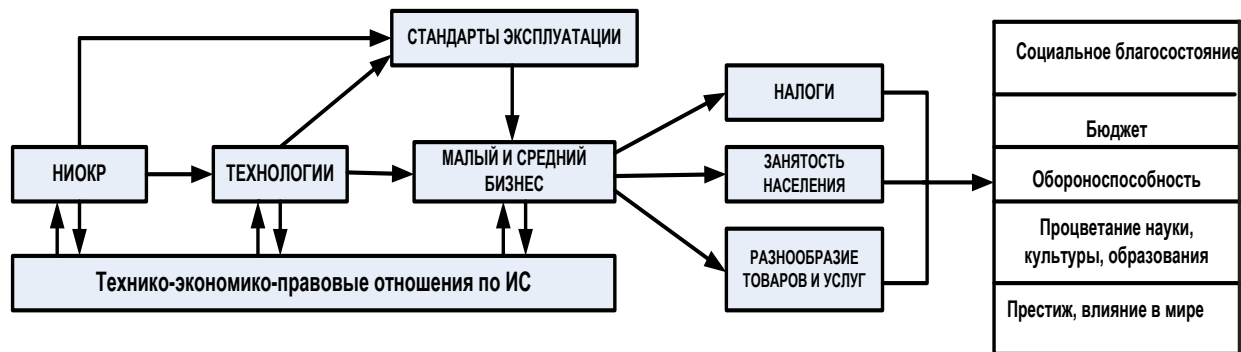 СТАНДАРТЫ ЭКСПЛУАТАЦИИ
НИОКР
ТЕХНОЛОГИИ
МАЛЫЙ И СРЕДНИЙ
БИЗНЕС
Технико-экономико-правовые отношения по ИС
НАЛОГИ
ЗАНЯТОСТЬ
НАСЕЛЕНИЯ
РАЗНООБРАЗИЕ
ТОВАРОВ И УСЛУГ
Социальное благосостояние
Бюджет
Обороноспособность
Процветание науки,
культуры, образования
Престиж, влияние в мире